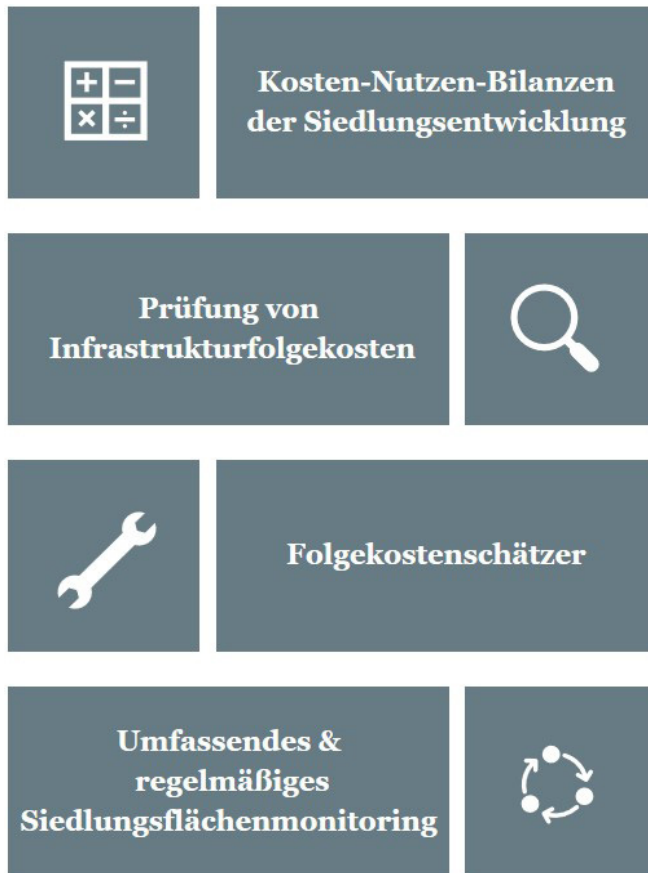 Kosten-Nutzen-Bilanzen
der Siedlungsentwicklung
Prüfung von
Infrastrukturfolgekosten
Folgekostenschätzer
Umfassendes &
regelmäßiges
Siedlungsflächenmonitoring